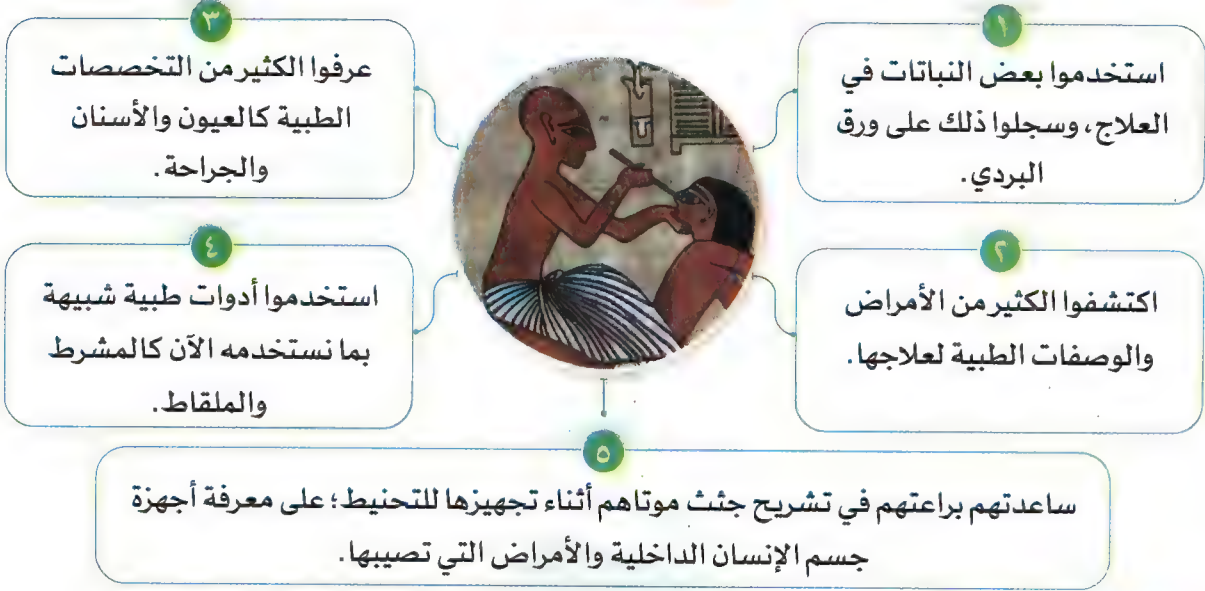 ١
استخدموا بعض النباتات في
العلاج، وسجلوا ذلك على ورق
البردي.
٢
اكتشفوا الكثير من الأمراض
والوصفات الطبية لعلاجها.
٣
عرفوا الكثير من التخصصات
الطبية كالعيون والأسنان
والجراحة.
٤
استخدموا أدوات طبية شبيهة
بما نستخدمه الآن كالمشرط
والملقاط.
٥
ساعدتهم براعتهم في تشريح جثث موتاهم أثناء تجهيزها للتحنيط؛ على معرفة أجهزة
جسم الإنسان الداخلية والأمراض التي تصيبها.